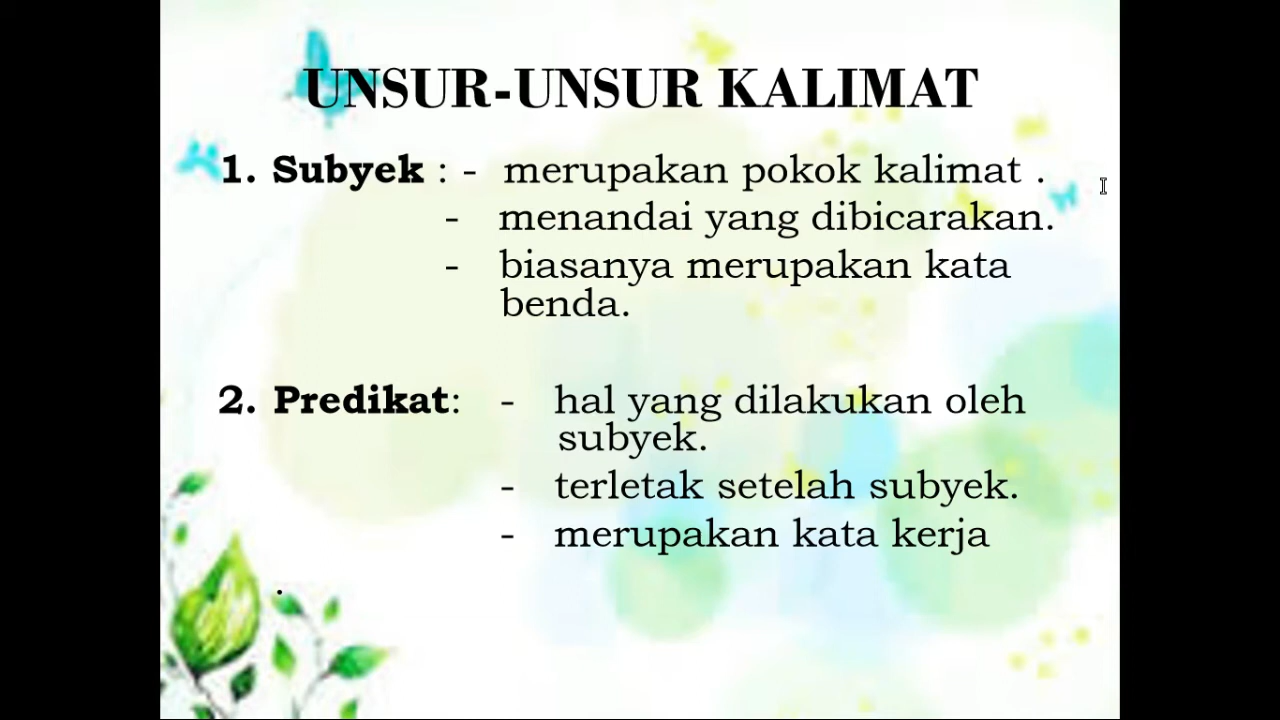 UNSUR-UNSUR KALIMAT
1. Subyek : - merupakan pokok kalimat .
- menandai yang dibicarakan.
- biasanya merupakan kata
benda.
2. Predikat: - hal yang dilakukan oleh
subyek.
- terletak setelah subyek.
- merupakan kata kerja
.